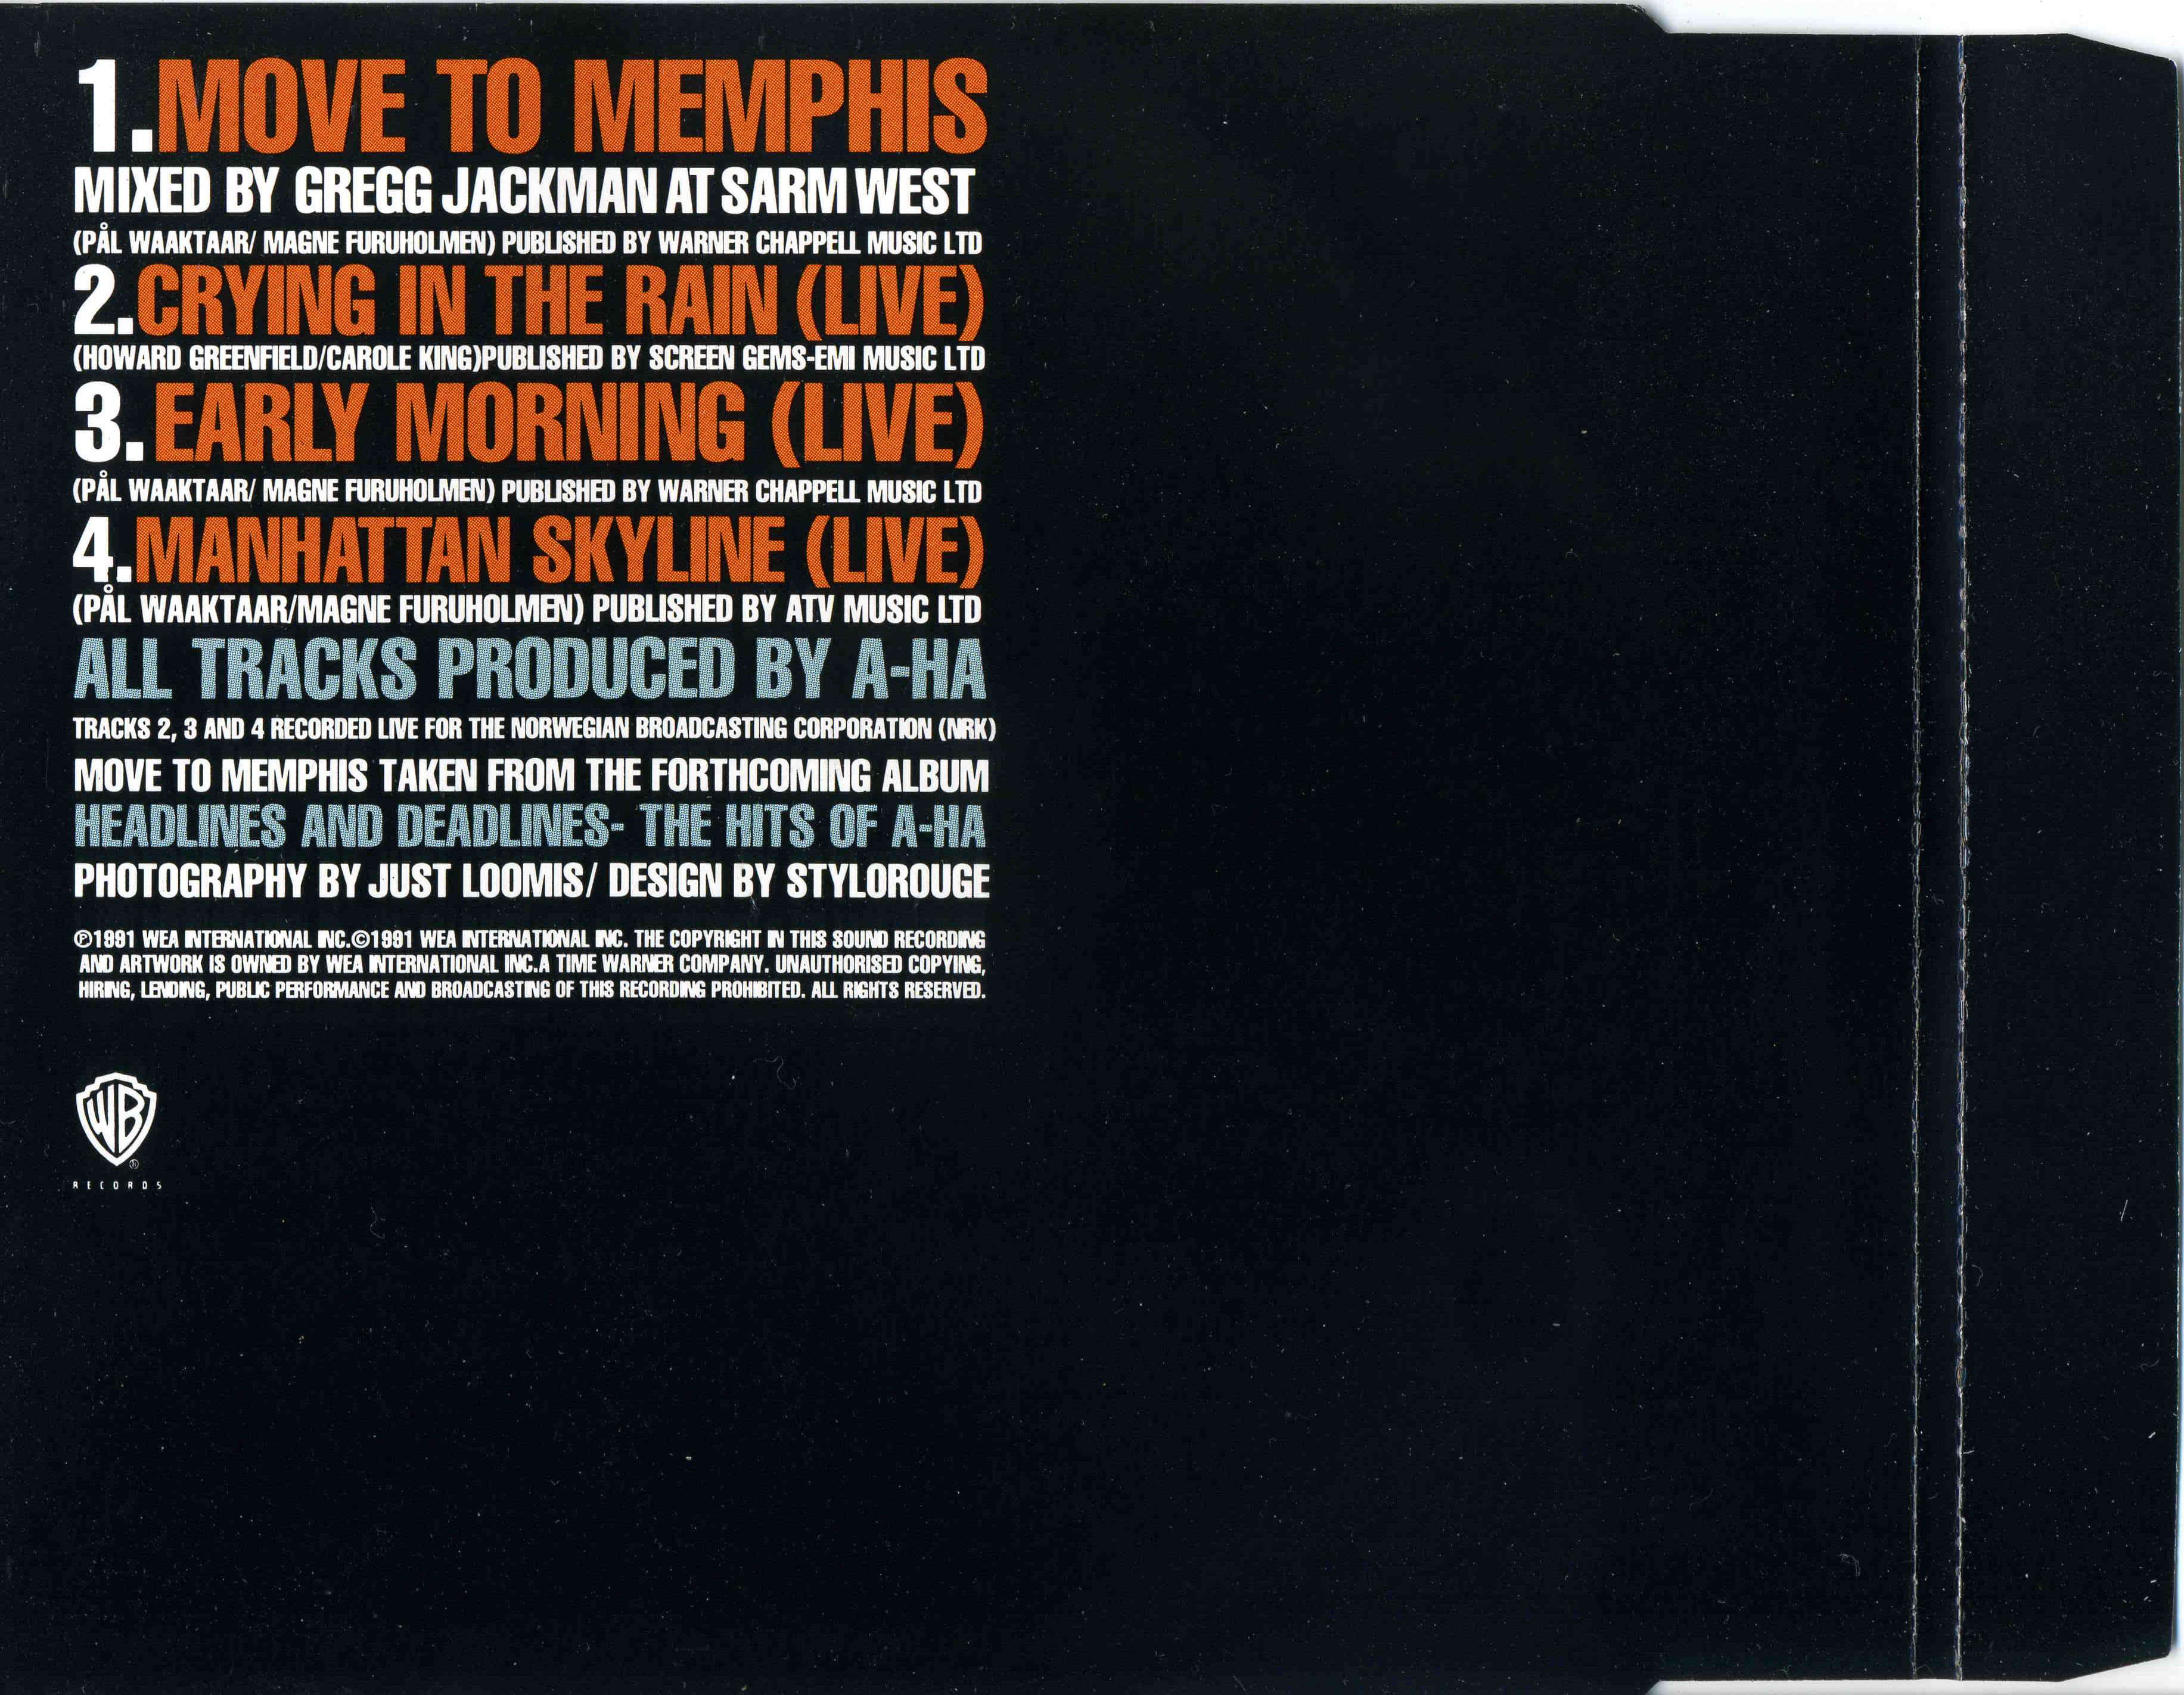 1.MOVE TO MEMPHIS
MIXED BY GREGG JACKMAN AT SARM WEST
(PÅL WAAKTAAR/ MAGNE FURUHOLMEN) PUBLISHED BY WARNER CHAPPELL MUSIC LTD
2.CRYING IN THE RAIN (LIVE)
(HOWARD GREENFIELD/CAROLE KING)PUBLISHED BY SCREEN GEMS-EMI MUSIC LTD
3.EARLY MORNING (LIVE)
(PÅL WAAKTAAR/ MAGNE FURUHOLMEN) PUBLISHED BY WARNER CHAPPELL MUSIC LTD
4.MANHATTAN SKYLINE (LIVE)
(PÅL WAAKTAAR/MAGNE FURUHOLMEN) PUBLISHED BY ATV MUSIC LTD
ALL TRACKS PRODUCED BY A-HA
TRACKS 2, 3 AND 4 RECORDED LIVE FOR THE NORWEGIAN BROADCASTING CORPORATION (NRK)
MOVE TO MEMPHIS TAKEN FROM THE FORTHCOMING ALBUM
HEADLINES AND DEADLINES- THE HITS OF A-HA
PHOTOGRAPHY BY JUST LOOMIS/ DESIGN BY STYLOROUGE
℗1991 WEA INTERNATIONAL INC.©1991 WEA INTERNATIONAL INC. THE COPYRIGHT IN THIS SOUND RECORDING
AND ARTWORK IS OWNED BY WEA INTERNATIONAL INC.A TIME WARNER COMPANY. UNAUTHORISED COPYING,
HIRING, LENDING, PUBLIC PERFORMANCE AND BROADCASTING OF THIS RECORDING PROHIBITED. ALL RIGHTS RESERVED.
WB
®
RECORDS